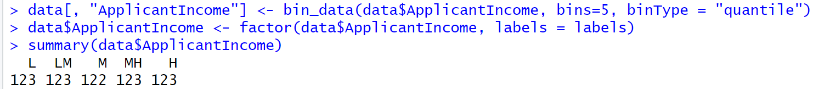 > data[, "ApplicantIncome"] <- bin_data(data$ApplicantIncome, bins=5, binType = "quantile")
> data$ApplicantIncome <- factor(data$ApplicantIncome, labels = labels)
> summary(data$ApplicantIncome)
  L  LM   M  MH   H
123 123 122 123 123